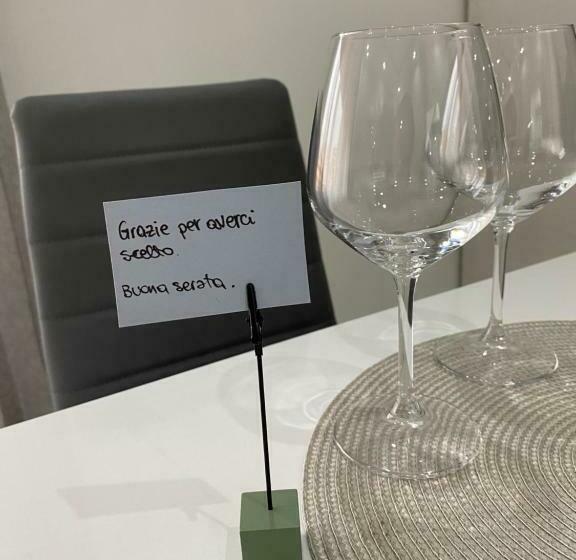 Grazie per averci
scelto.
Buona serata.